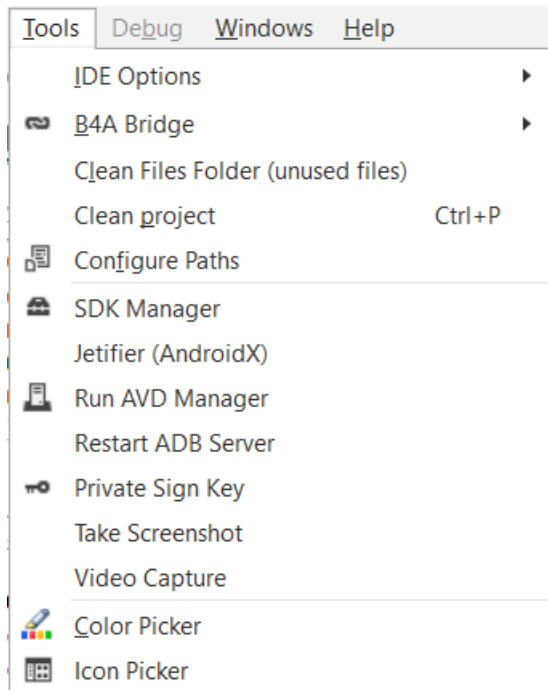 Tools Debug Windows Help
IDE Options
B4A Bridge
Clean Files Folder (unused files)
Clean project Ctrl+P
Configure Paths
SDK Manager
Jetifier (AndroidX)
Run AVD Manager
Restart ADB Server
Private Sign Key
Take Screenshot
Video Capture
Color Picker
Icon Picker